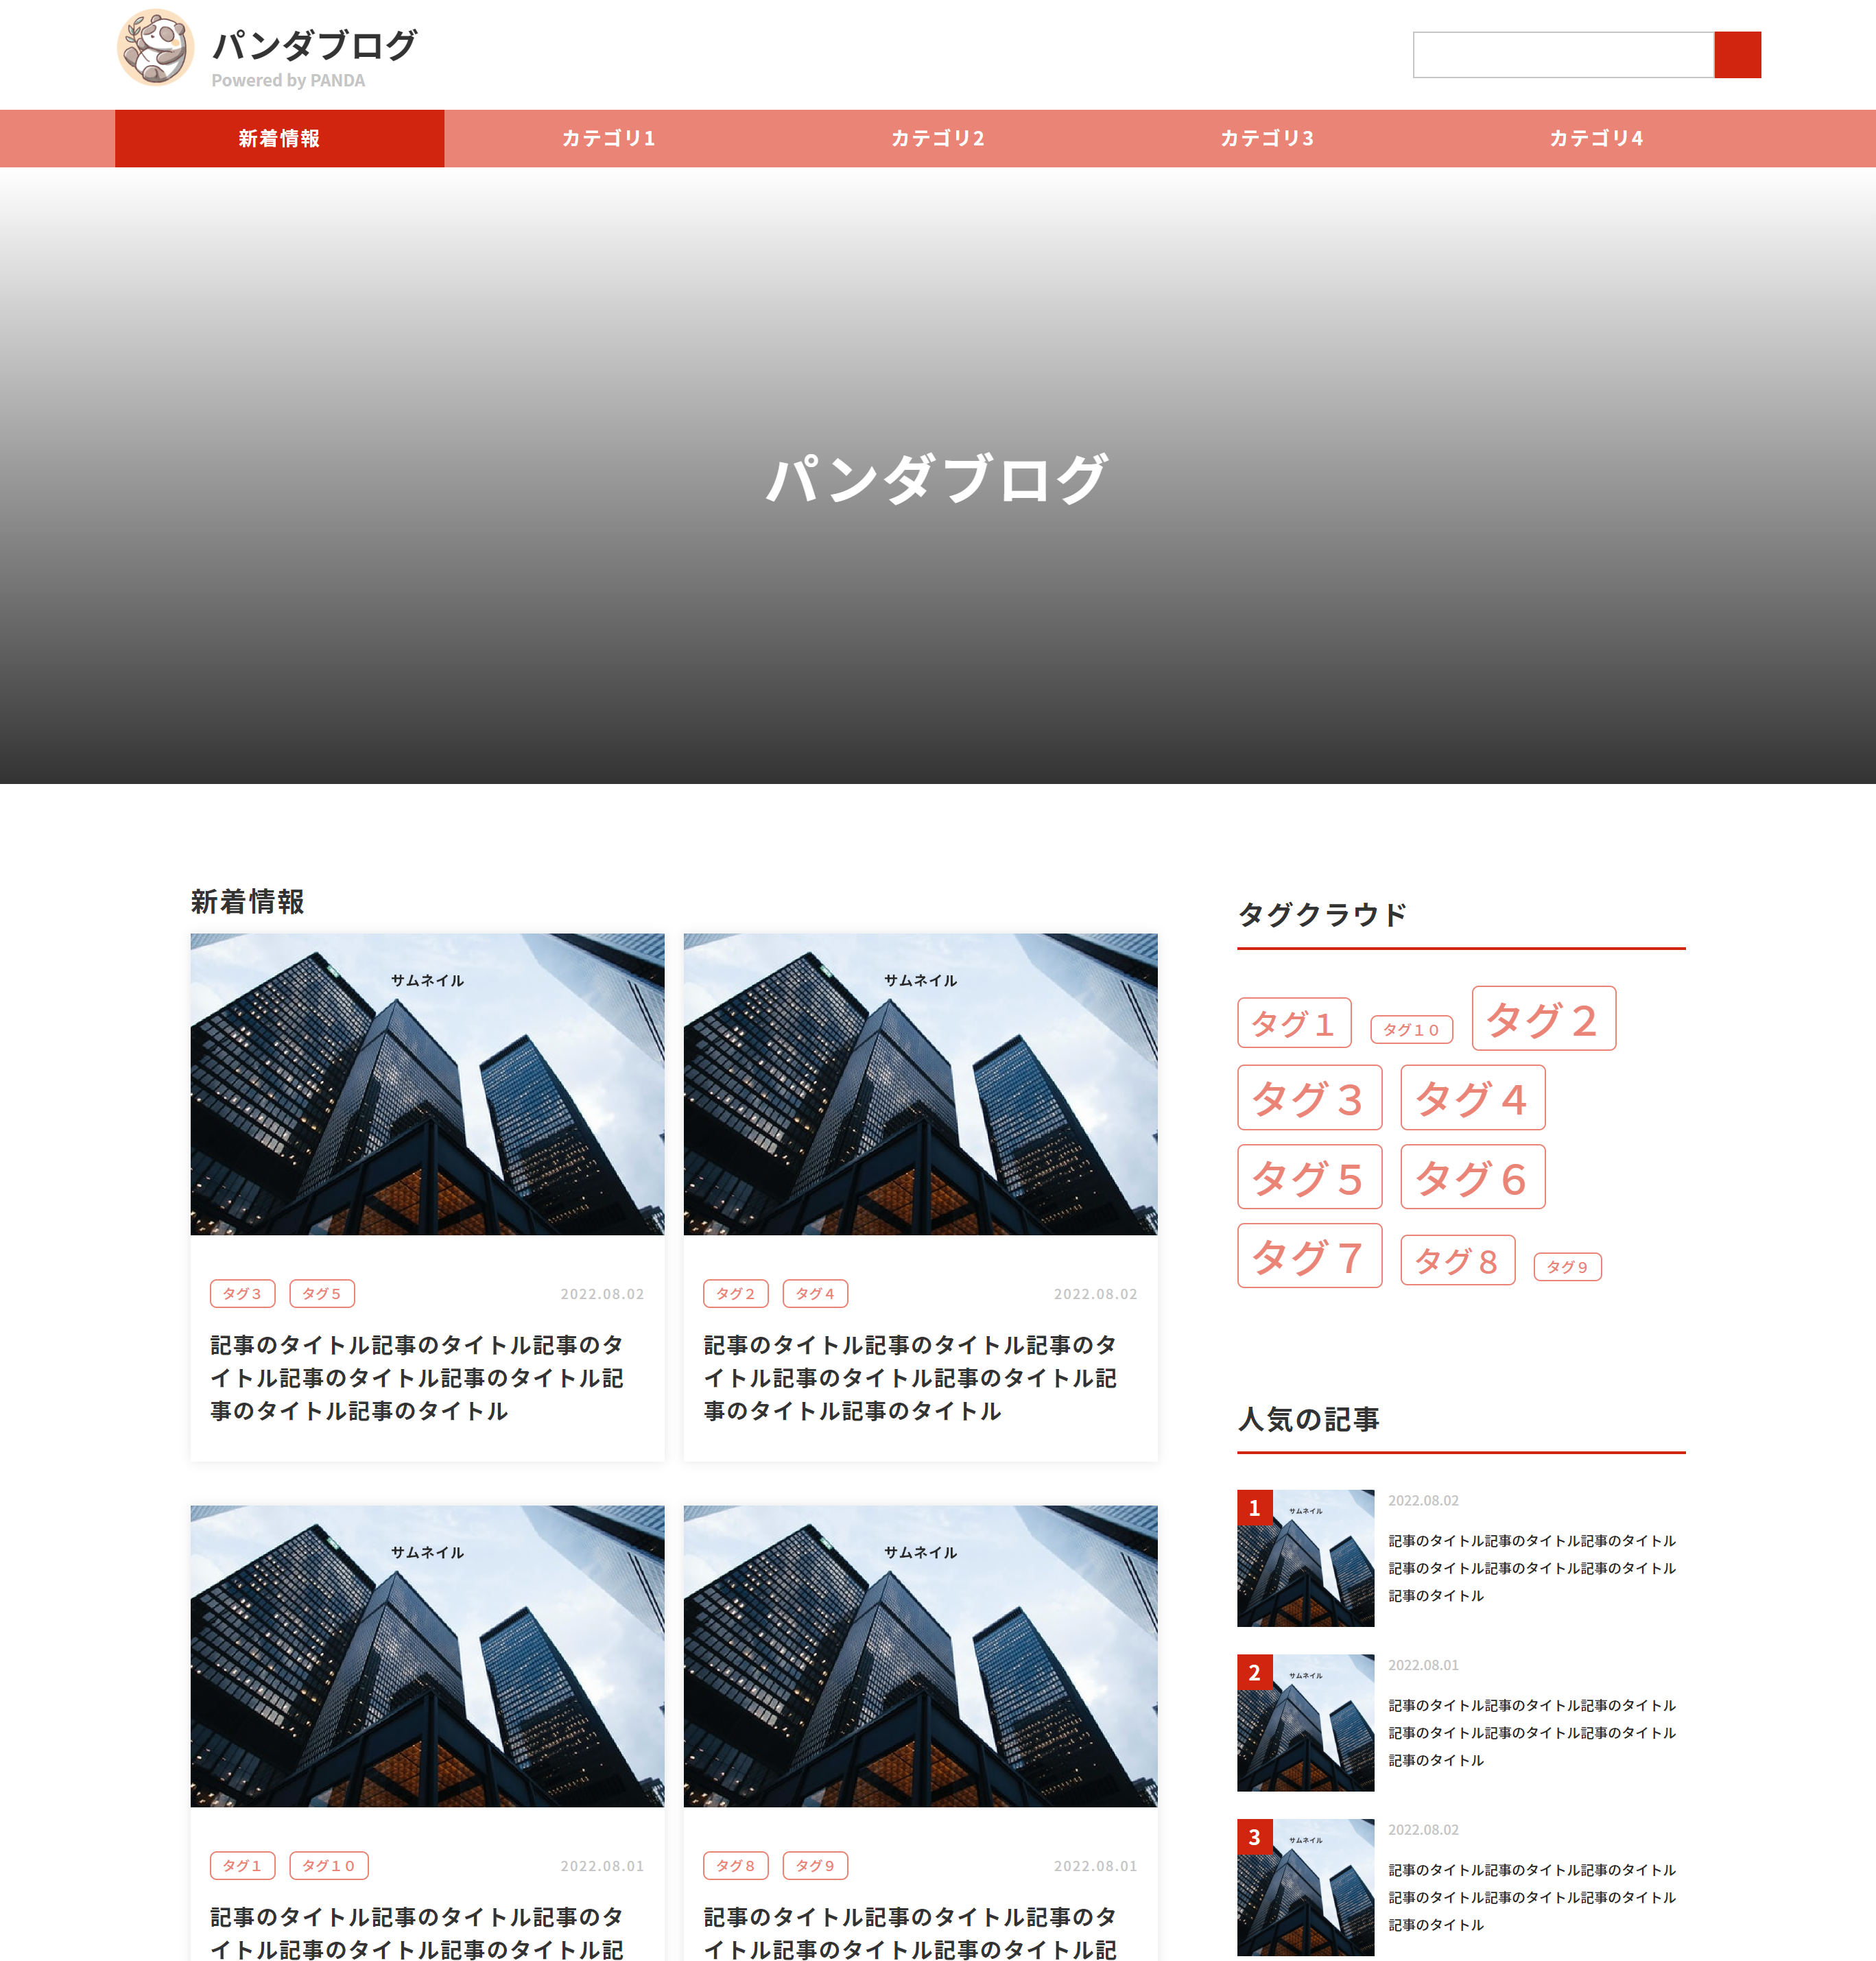 パンダブログ
Powered by PANDA
新着情報
カテゴリ1
カテゴリ2
カテゴリ3
カテゴリ4
パンダブログ
新着情報
サムネイル
タグ３
タグ５
2022.08.02
記事のタイトル記事のタイトル記事のタ
イトル記事のタイトル記事のタイトル記
事のタイトル記事のタイトル
サムネイル
タグ２
タグ４
2022.08.02
記事のタイトル記事のタイトル記事のタ
イトル記事のタイトル記事のタイトル記
事のタイトル記事のタイトル
サムネイル
タグ１
タグ１０
2022.08.01
記事のタイトル記事のタイトル記事のタ
イトル記事のタイトル記事のタイトル記
サムネイル
タグ８
タグ９
2022.08.01
記事のタイトル記事のタイトル記事のタ
イトル記事のタイトル記事のタイトル記
タグクラウド
タグ１
タグ１０
タグ２
タグ３
タグ４
タグ５
タグ６
タグ７
タグ８
タグ９
人気の記事
1
サムネイル
2022.08.02
記事のタイトル記事のタイトル記事のタイトル
記事のタイトル記事のタイトル記事のタイトル
記事のタイトル
2
サムネイル
2022.08.01
記事のタイトル記事のタイトル記事のタイトル
記事のタイトル記事のタイトル記事のタイトル
記事のタイトル
3
サムネイル
2022.08.02
記事のタイトル記事のタイトル記事のタイトル
記事のタイトル記事のタイトル記事のタイトル
記事のタイトル